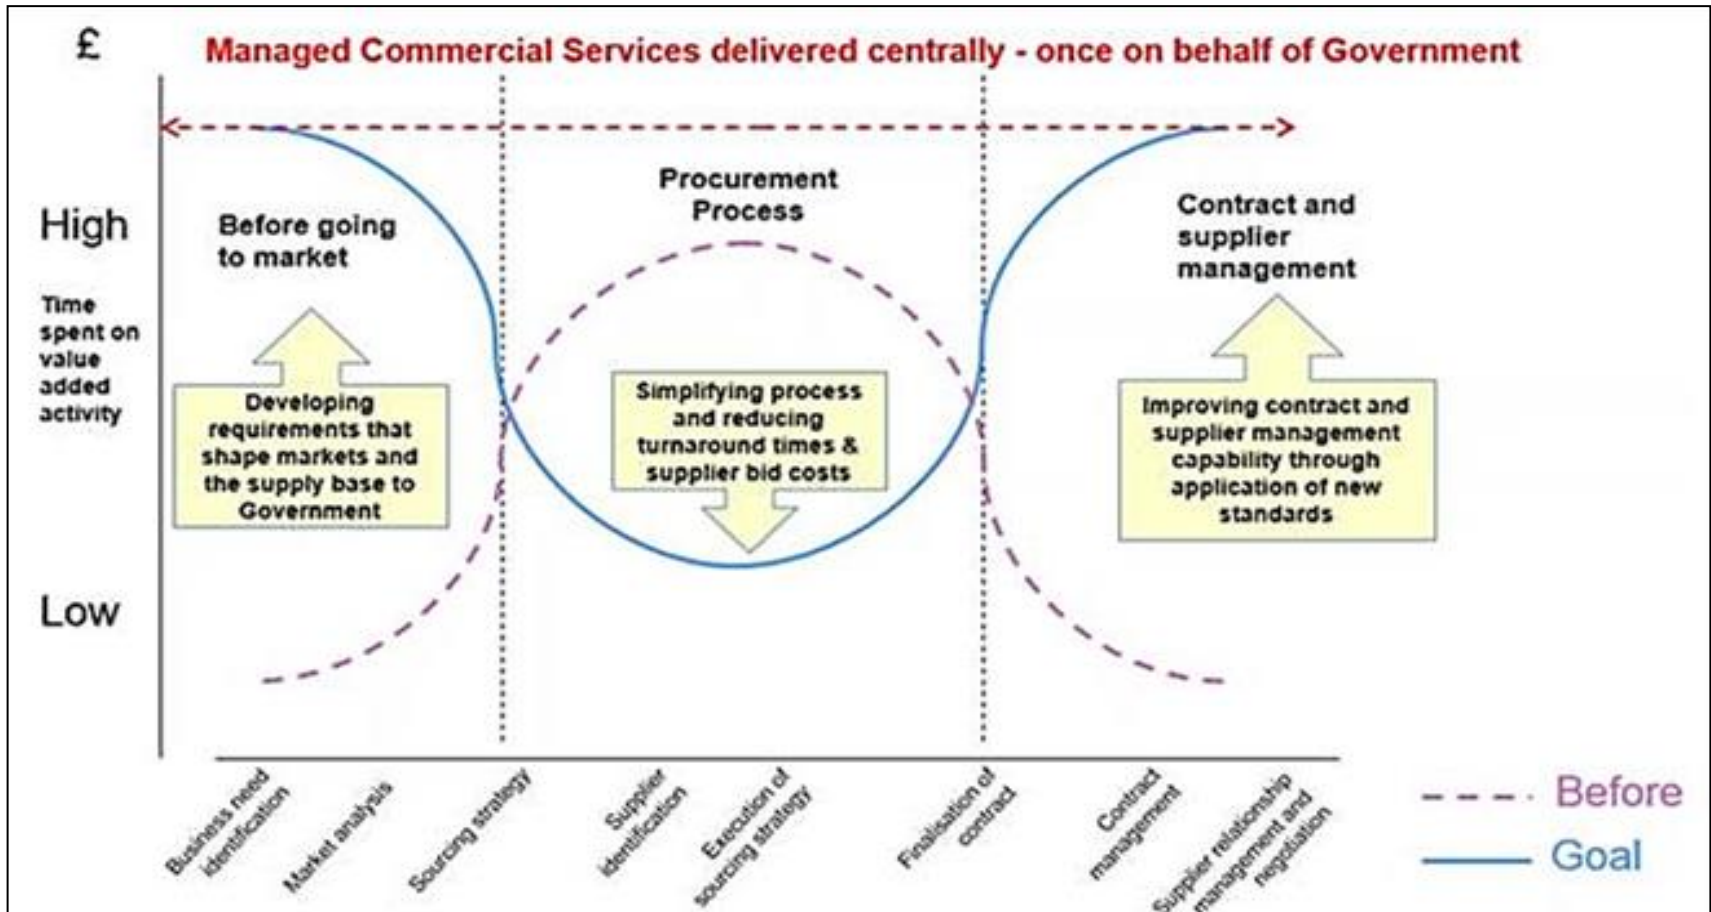 £
Managed Commercial Services delivered centrally - once on behalf of Government
High
Time
spent on
value
added
activity
Low
Before going
to market
Developing
requirements that
shape markets and
the supply base to
Government
Procurement
Process
Simplifying process
and reducing
turnaround times &
supplier bid costs
Contract and
supplier
management
Improving contract and
supplier management
capability through
application of new
standards
Business need
identification
Market analysis
Sourcing strategy
Supplier
identification
Execution of
sourcing strategy
Finalisation of
contract
Contract
management
Supplier relationship
management and
negotiation
Before
Goal